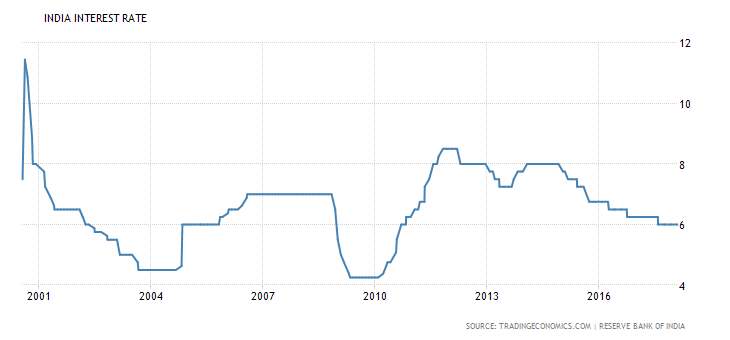 INDIA INTEREST RATE
12
10
8
6
4
2001 2004 2007 2010 2013 2016
SOURCE: TRADINGECONOMICS.COM | RESERVE BANK OF INDIA